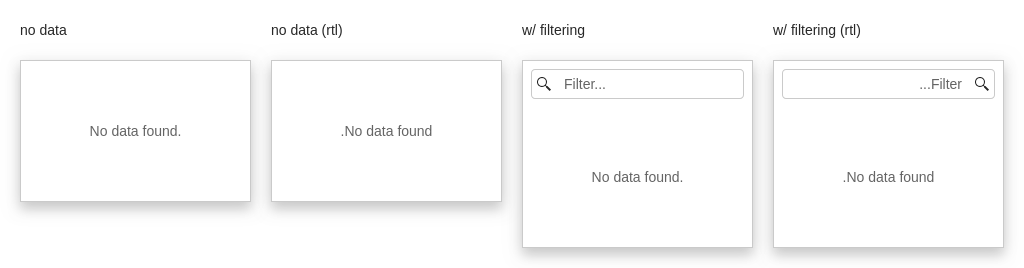 no data
No data found.
no data (rtl)
.No data found
w/ filtering
Filter...
No data found.
w/ filtering (rtl)
...Filter
.No data found